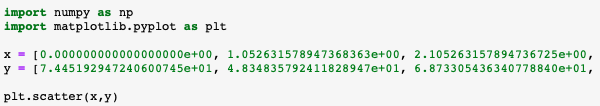 import numpy as np
import matplotlib.pyplot as plt
x = [0.000000000000000000e+00, 1.052631578947368363e+00, 2.105263157894736725e+00,
y = [7.445192947240600745e+01, 4.834835792411828947e+01, 6.873305436340778840e+01,
plt.scatter(x,y)